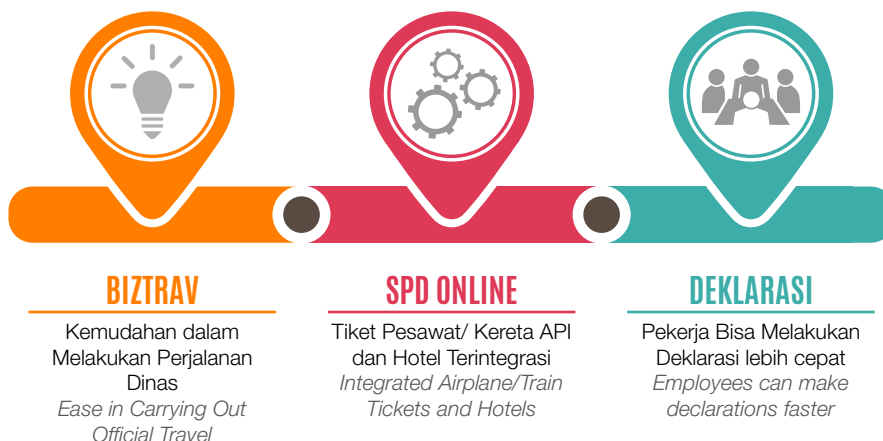 BIZTRAV
Kemudahan dalam
Melakukan Perjalanan
Dinas
Ease in Carrying Out
Official Travel
SPD ONLINE
Tiket Pesawat/ Kereta API
dan Hotel Terintegrasi
Integrated Airplane/Train
Tickets and Hotels
DEKLARASI
Pekerja Bisa Melakukan
Deklarasi lebih cepat
Employees can make
declarations faster